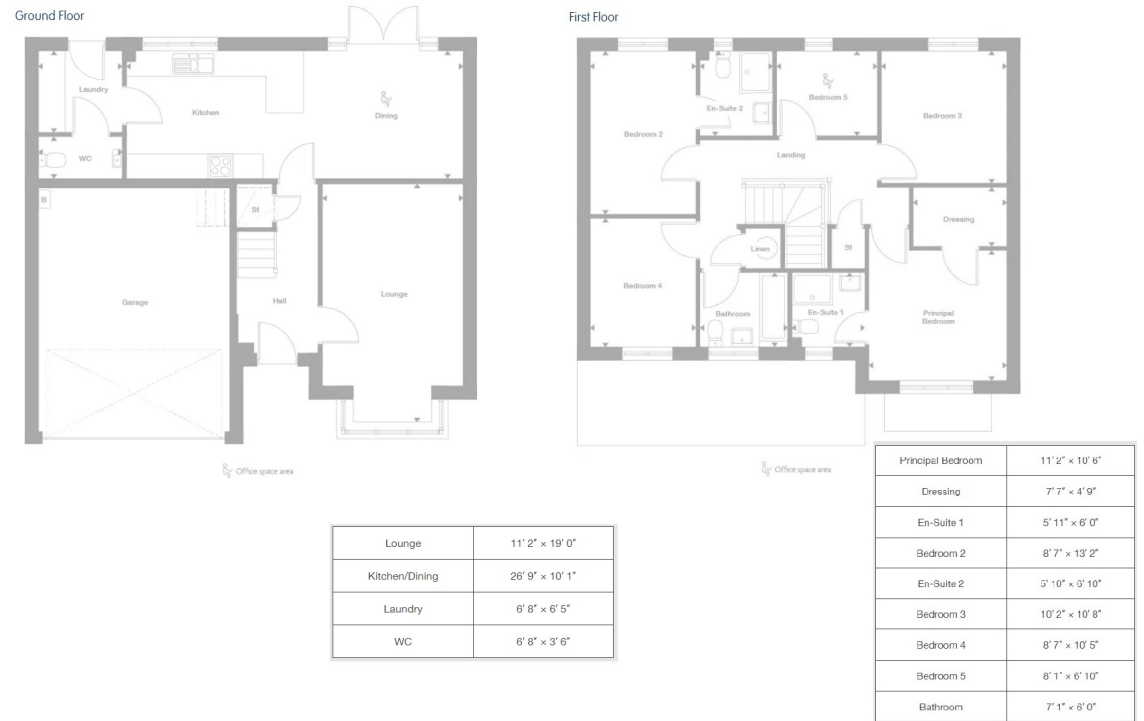 Ground Floor
Laundry
Kitchen
Dining
WC
B
St
Garage
Hall
Lounge
Office space area
Lounge 11' 2" × 19' 0"
Kitchen/Dining 26' 9" × 10' 1"
Laundry 6' 8" × 6' 5"
WC 6' 8" × 3' 6"
First Floor
En-Suite 2
Bedroom 5
Bedroom 2
Bedroom 3
Landing
Dressing
Linen
St
Bedroom 4
Bathroom
En-Suite 1
Principal
Bedroom
Office space area
Principal Bedroom 11' 2" × 10' 6"
Dressing 7' 7" × 4' 9"
En-Suite 1 5' 11" × 6' 0"
Bedroom 2 8' 7" × 13' 2"
En-Suite 2 5' 10" × 6' 10"
Bedroom 3 10' 2" × 10' 8"
Bedroom 4 8' 7" × 10' 5"
Bedroom 5 8' 1" × 6' 10"
Bathroom 7' 1" × 6' 0"